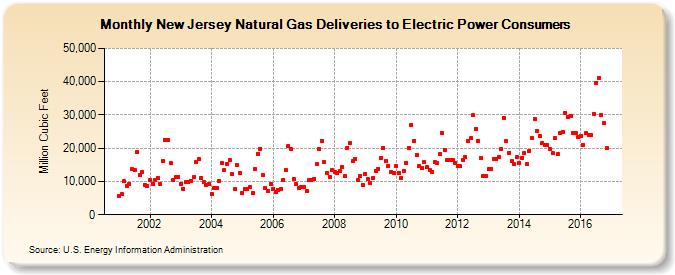 Monthly New Jersey Natural Gas Deliveries to Electric Power Consumers
Million Cubic Feet
50,000
40,000
30,000
20,000
10,000
0
2002 2004 2006 2008 2010 2012 2014 2016
Source: U.S. Energy Information Administration